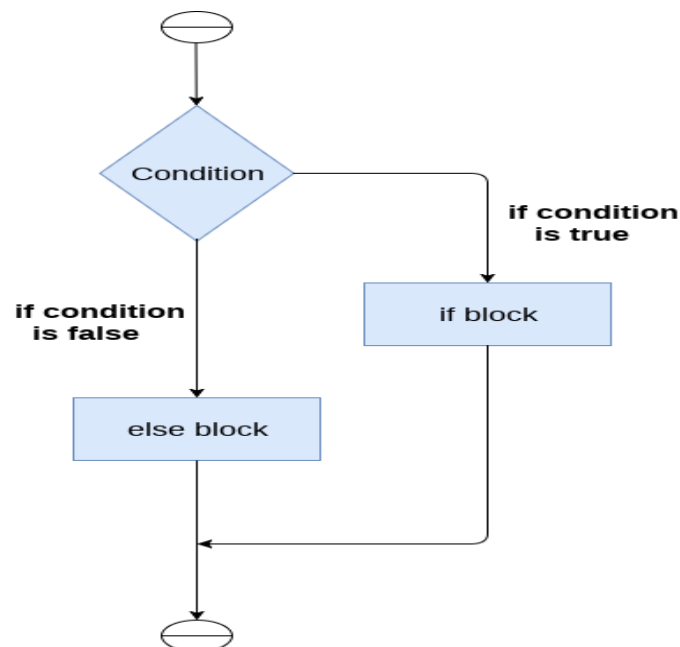 Condition
if condition
is true
if block
if condition
is false
else block